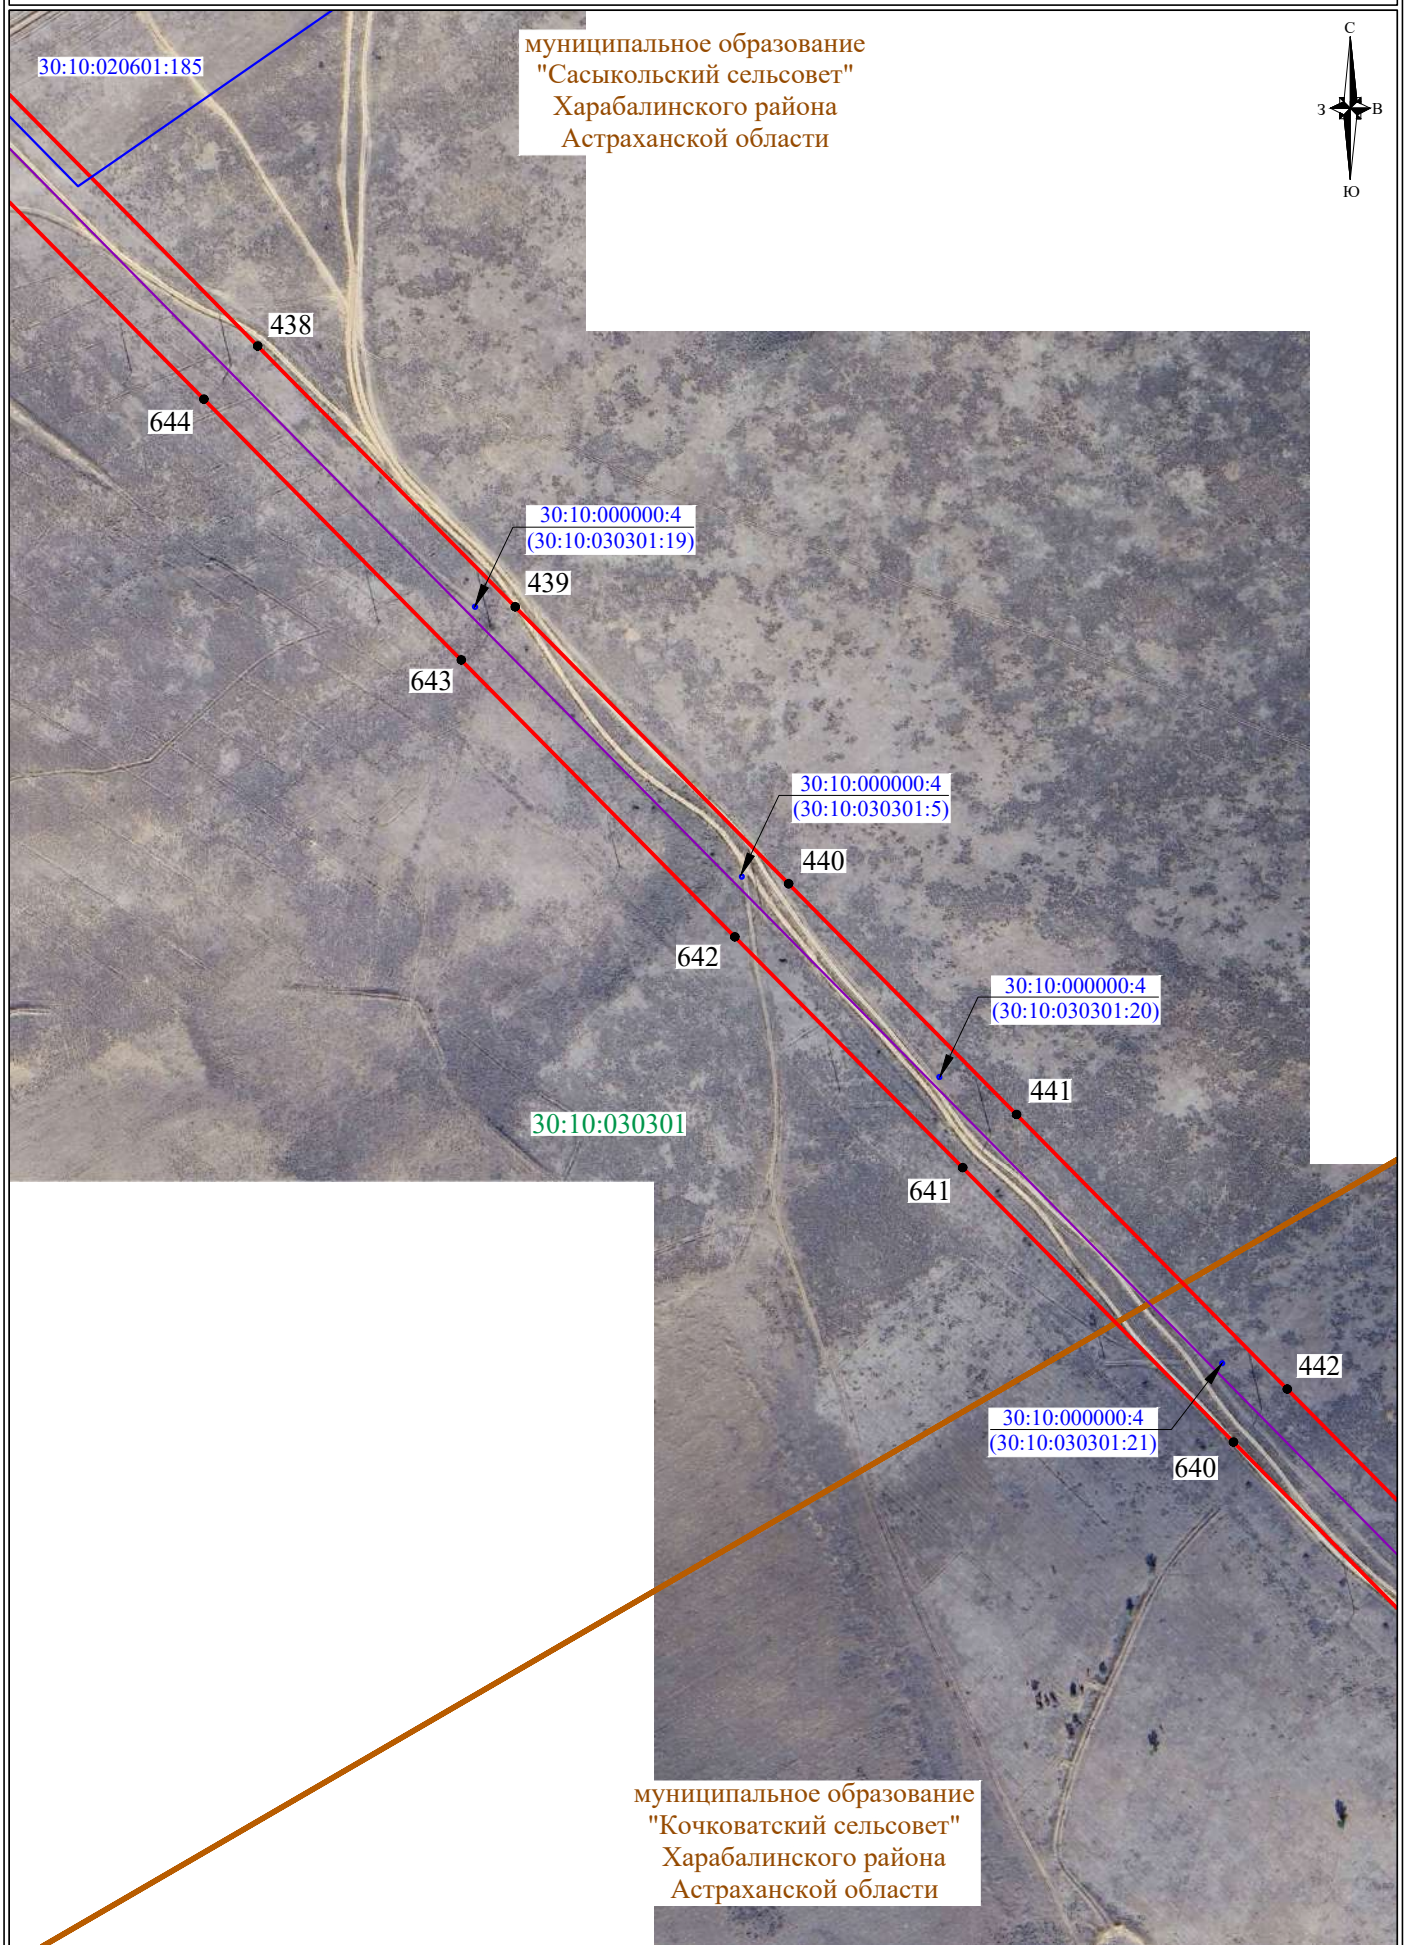 муниципальное образование
"Сасыкольский сельсовет"
Харабалинского района
Астраханской области
С
З
В
Ю
30:10:020601:185
438
644
30:10:000000:4
(30:10:030301:19)
439
643
30:10:000000:4
(30:10:030301:5)
440
642
30:10:000000:4
(30:10:030301:20)
441
30:10:030301
641
442
30:10:000000:4
(30:10:030301:21)
640
муниципальное образование
"Кочковатский сельсовет"
Харабалинского района
Астраханской области